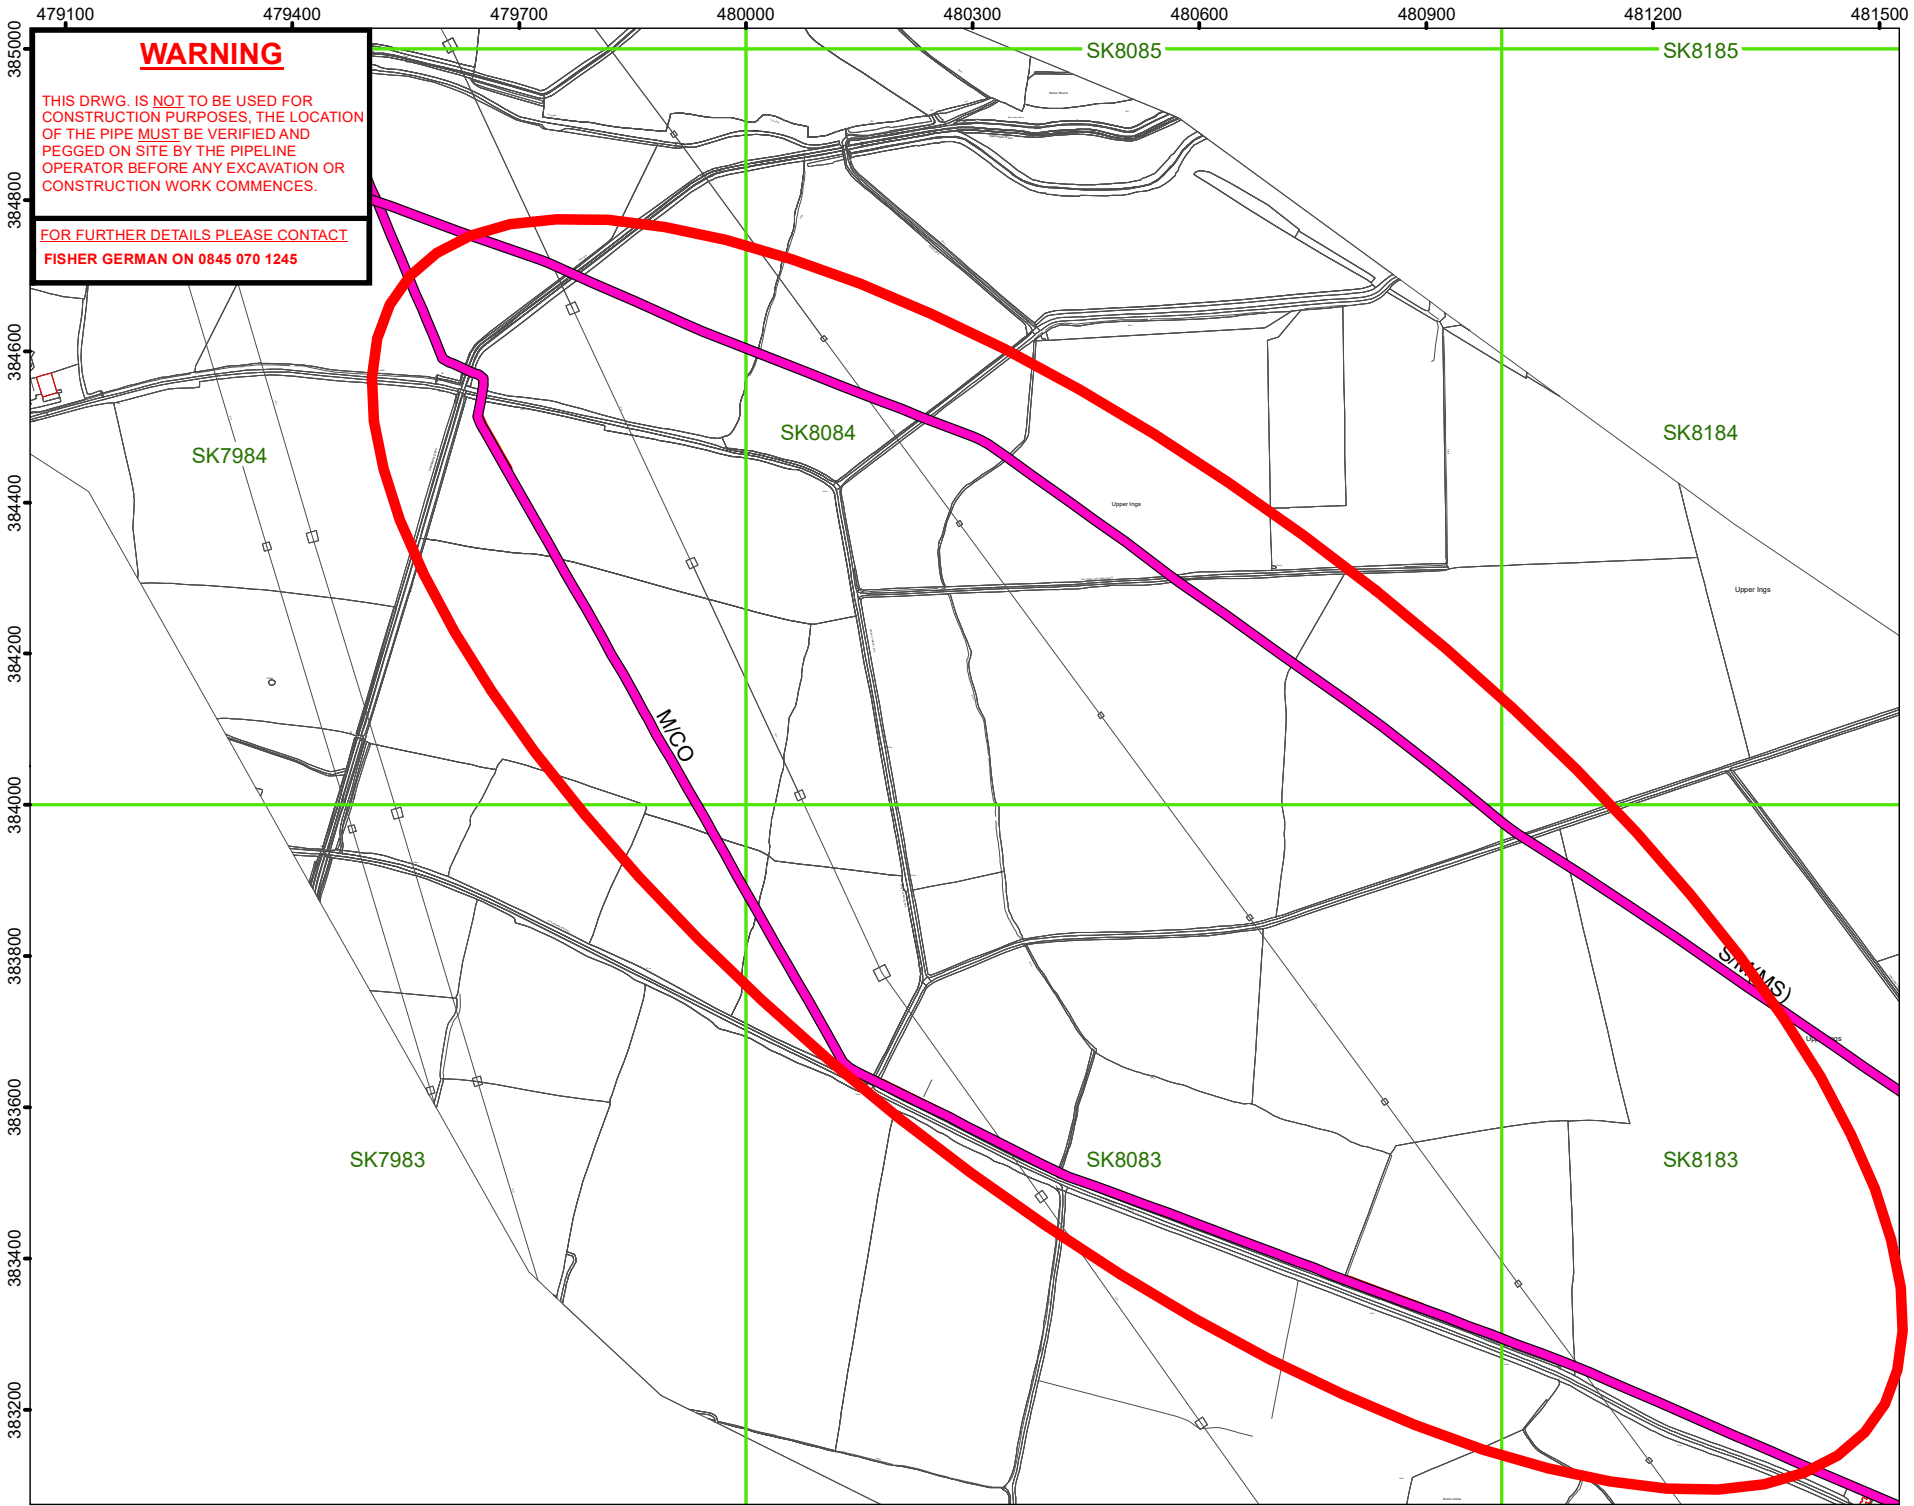 479100 479400 479700 480000 480300 480600 480900 481200 481500
385000
384800
384600
384400
384200
384000
383800
383600
383400
383200
WARNING
THIS DRWG. IS NOT TO BE USED FOR
CONSTRUCTION PURPOSES, THE LOCATION
OF THE PIPE MUST BE VERIFIED AND
PEGGED ON SITE BY THE PIPELINE
OPERATOR BEFORE ANY EXCAVATION OR
CONSTRUCTION WORK COMMENCES.
FOR FURTHER DETAILS PLEASE CONTACT
FISHER GERMAN ON 0845 070 1245
SK8085
SK8185
SK7984
SK8084
SK8184
Upper Ings
Upper Ings
M/CO
Upper Ings
SK7983
SK8083
SK8183